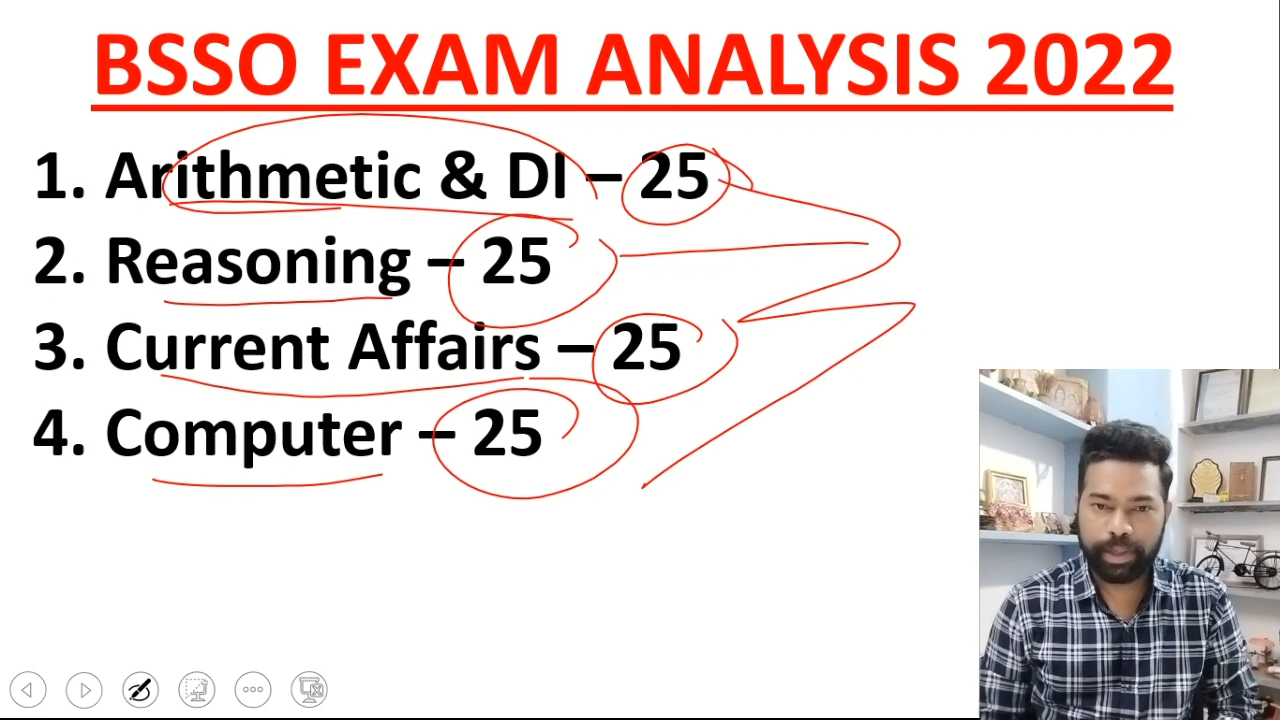 BSSO EXAM ANALYSIS 2022
1. Arithmetic & DI – 25
2. Reasoning – 25
3. Current Affairs – 25
4. Computer – 25